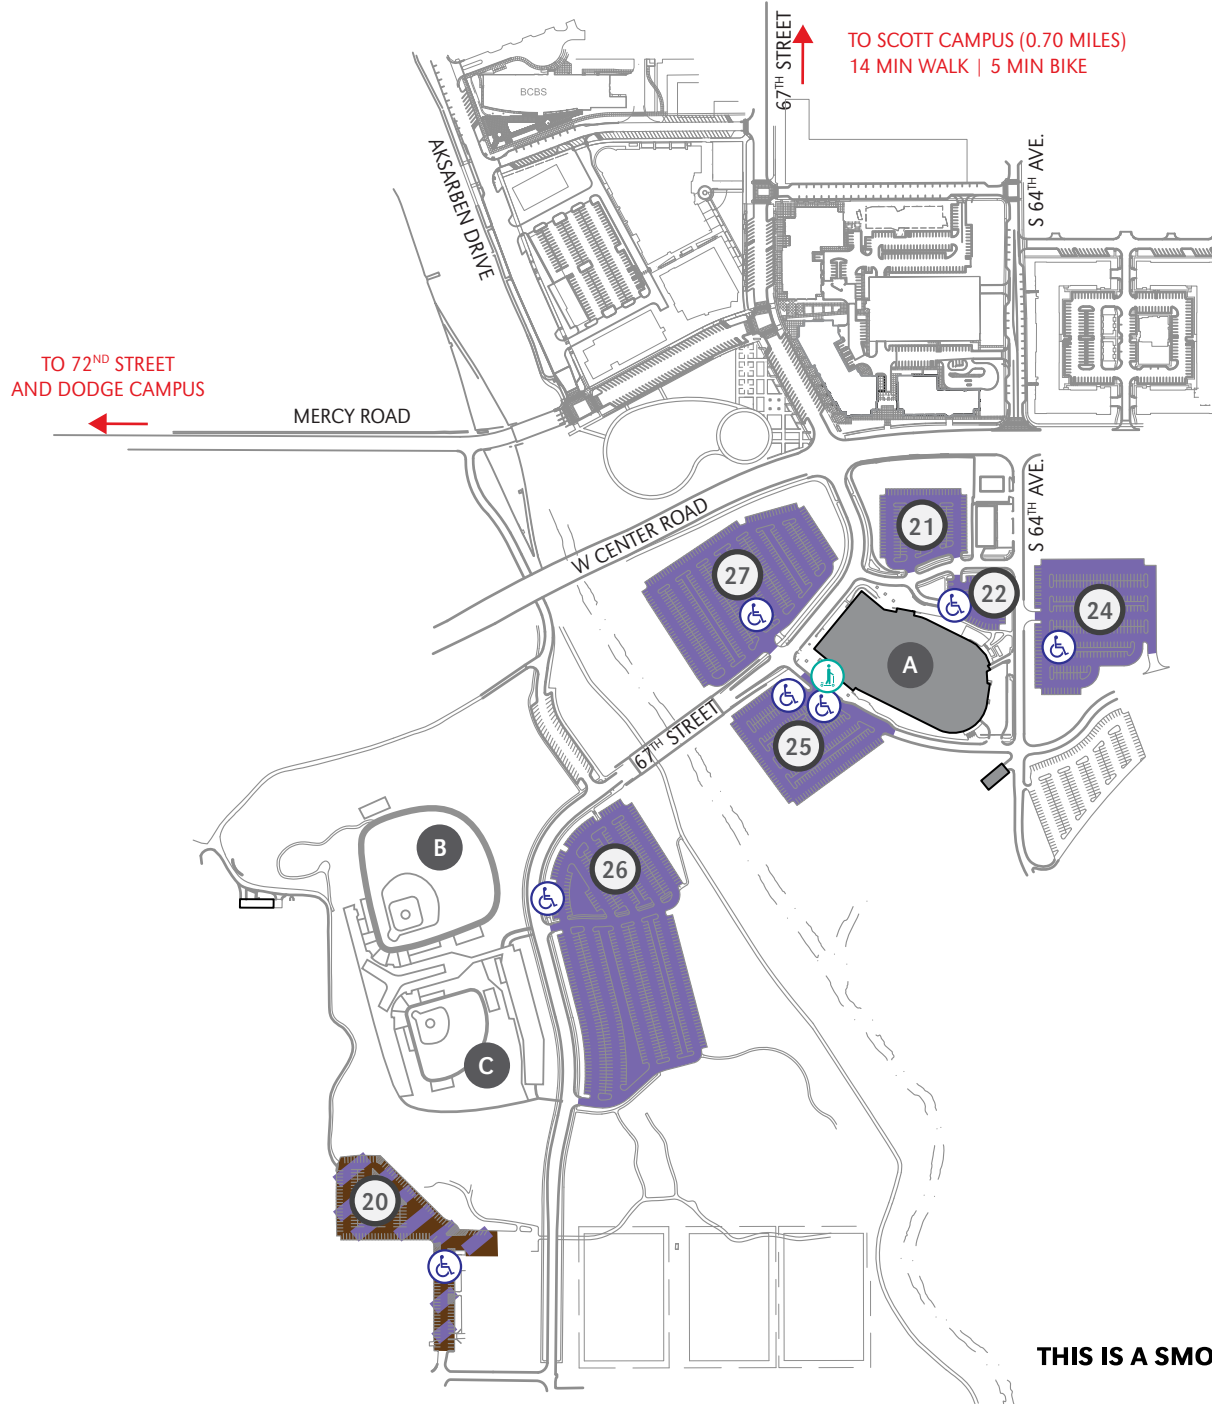 67TH STREET
TO SCOTT CAMPUS (0.70 MILES)
14 MIN WALK | 5 MIN BIKE
BCBS
AKSARBEN DRIVE
S 64TH AVE.
TO 72ND STREET
AND DODGE CAMPUS
MERCY ROAD
S 64TH AVE.
W CENTER ROAD
21
27
22
24
A
67TH STREET
25
B
26
C
20
THIS IS A SMO